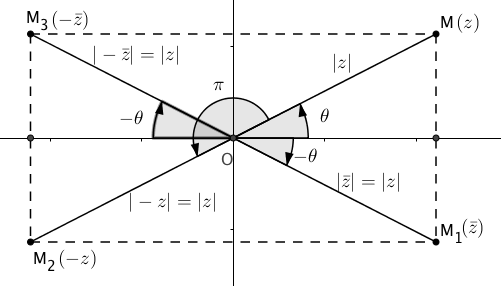 M₃(−z̄)
M(z)
|−z̄| = |z|
|z|
π
−θ
θ
O
−θ
|−z| = |z|
|z̄| = |z|
M₂(−z)
M₁(z̄)